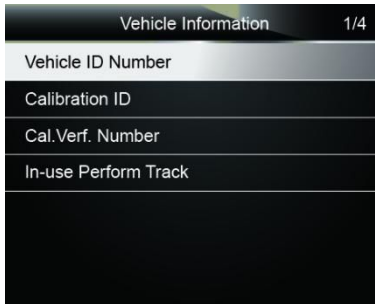 Vehicle Information 1/4
Vehicle ID Number
Calibration ID
Cal.Verf. Number
In-use Perform Track